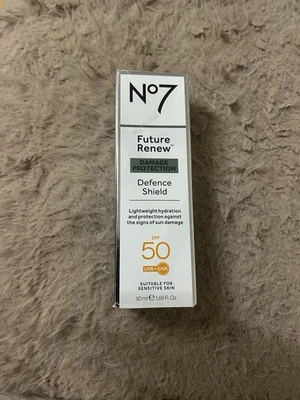 No7
Future
Renew™
DAMAGE
PROTECTION
Defence
Shield
Lightweight hydration
and protection against
the signs of sun damage
SPF
50
UVB+UVA
SUITABLE FOR
SENSITIVE SKIN
50 ml ℮ 1.69 Fl. Oz.